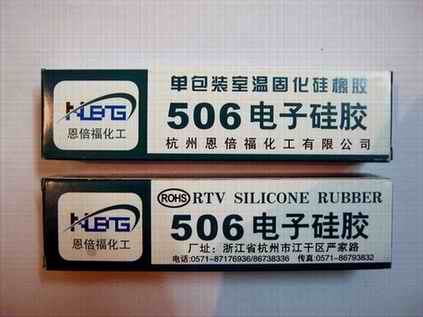 单包装室温固化硅橡胶
506电子硅胶
杭州恩倍福化工有限公司
NEBTG
恩倍福化工
ROHS RTV SILICONE RUBBER
506电子硅胶
厂址:浙江省杭州市江干区严家路
电话:0571-87176936/86738336 传真:0571-86793832
恩倍福化工